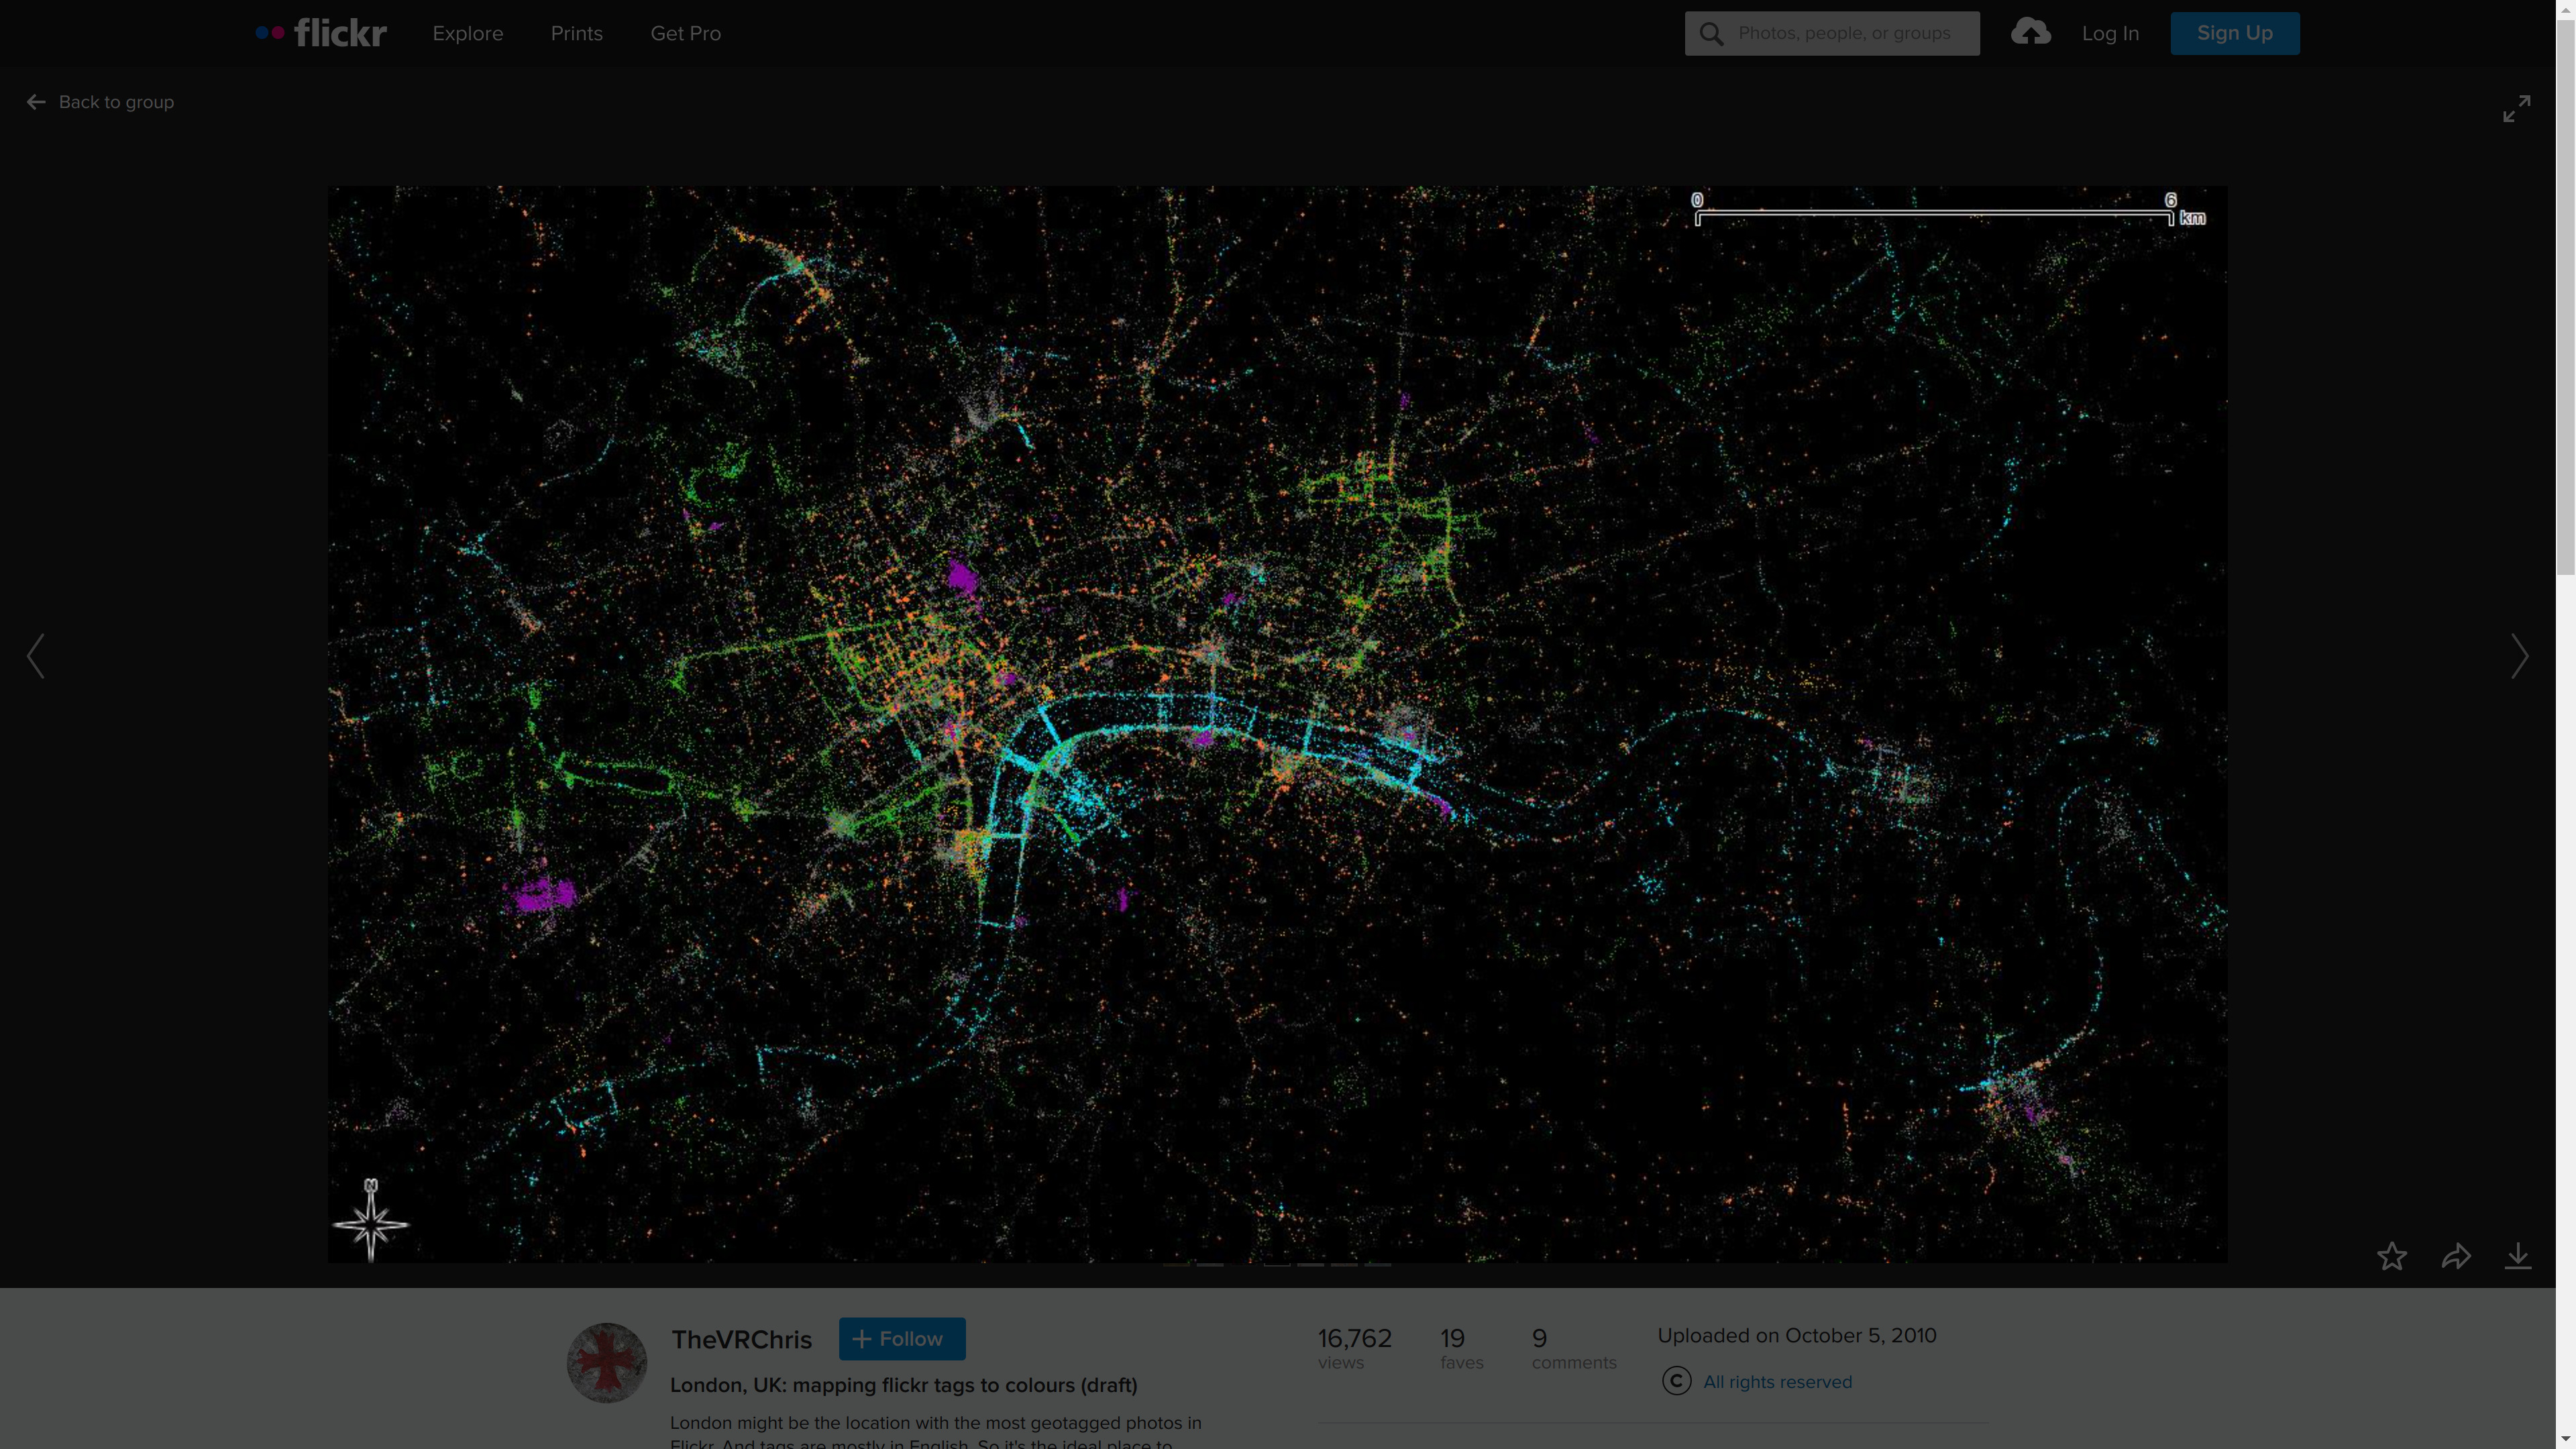 flickr
Explore
Prints
Get Pro
Photos, people, or groups
Log In
Sign Up
Back to group
0
6
km
N
TheVRChris
+ Follow
London, UK: mapping flickr tags to colours (draft)
London might be the location with the most geotagged photos in
Flickr. And tags are mostly in English. So it's the ideal place to
16,762
views
19
faves
9
comments
Uploaded on October 5, 2010
© All rights reserved